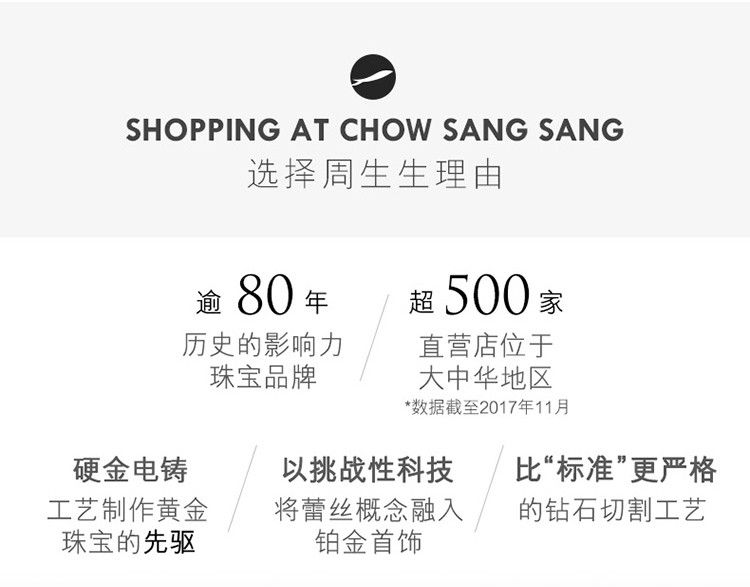 SHOPPING AT CHOW SANG SANG
选择周生生理由
逾 80 年
历史的影响力
珠宝品牌
超 500 家
直营店位于
大中华地区
*数据截至2017年11月
硬金电铸
工艺制作黄金
珠宝的先驱
以挑战性科技
将蕾丝概念融入
铂金首饰
比“标准”更严格
的钻石切割工艺